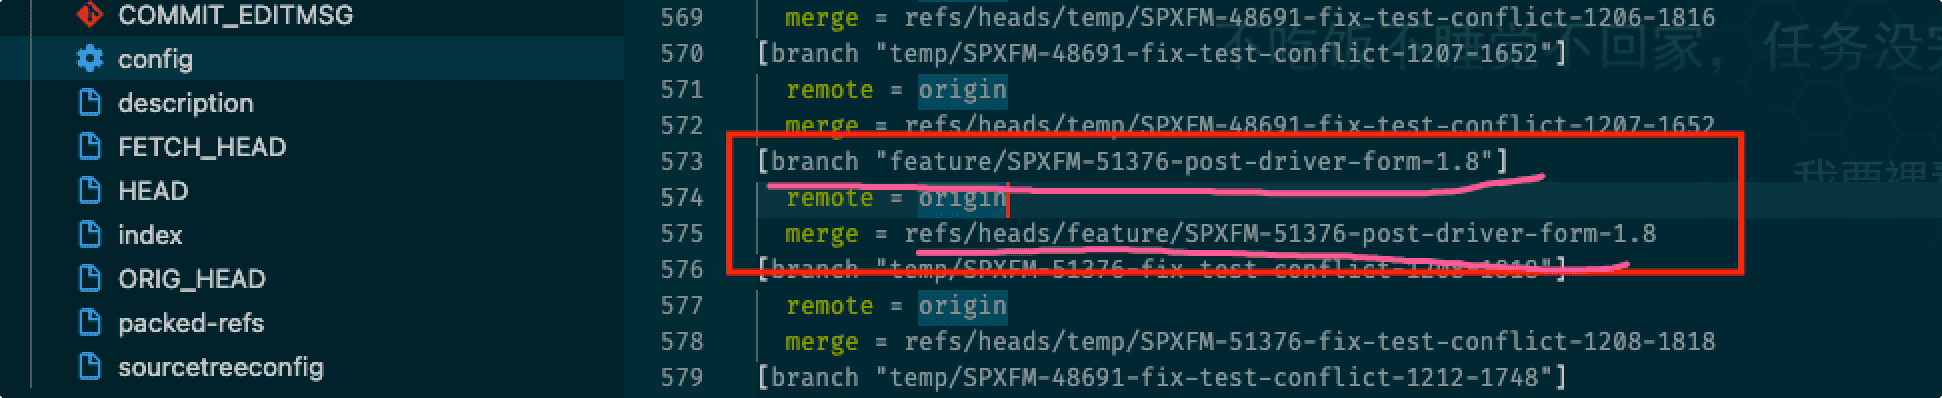 COMMIT_EDITMSG
config
description
FETCH_HEAD
HEAD
index
ORIG_HEAD
packed-refs
sourcetreeconfig
569 merge = refs/heads/temp/SPXFM-48691-fix-test-conflict-1206-1816
570 [branch "temp/SPXFM-48691-fix-test-conflict-1207-1652"]
571 remote = origin
572 merge = refs/heads/temp/SPXFM-48691-fix-test-conflict-1207-1652
573 [branch "feature/SPXFM-51376-post-driver-form-1.8"]
574 remote = origin
575 merge = refs/heads/feature/SPXFM-51376-post-driver-form-1.8
576 [branch "temp/SPXFM-51376-fix-test-conflict-1208-1818"]
577 remote = origin
578 merge = refs/heads/temp/SPXFM-51376-fix-test-conflict-1208-1818
579 [branch "temp/SPXFM-48691-fix-test-conflict-1212-1748"]
不吃饭不睡觉不回家，任务没
我要